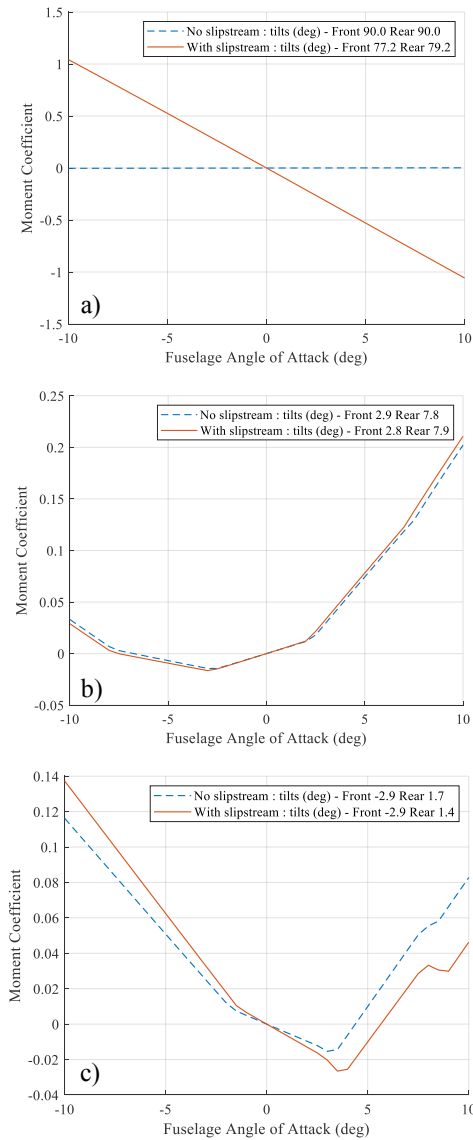 1.5
No slipstream : tilts (deg) - Front 90.0 Rear 90.0
With slipstream : tilts (deg) - Front 77.2 Rear 79.2
1
0.5
0
-0.5
-1
-1.5
Moment Coefficient
a)
-10 -5 0 5 10
Fuselage Angle of Attack (deg)
0.25
No slipstream : tilts (deg) - Front 2.9 Rear 7.8
With slipstream : tilts (deg) - Front 2.8 Rear 7.9
0.2
0.15
0.1
0.05
0
-0.05
Moment Coefficient
b)
-10 -5 0 5 10
Fuselage Angle of Attack (deg)
0.14
No slipstream : tilts (deg) - Front -2.9 Rear 1.7
With slipstream : tilts (deg) - Front -2.9 Rear 1.4
0.12
0.1
0.08
0.06
0.04
0.02
0
-0.02
-0.04
Moment Coefficient
c)
-10 -5 0 5 10
Fuselage Angle of Attack (deg)